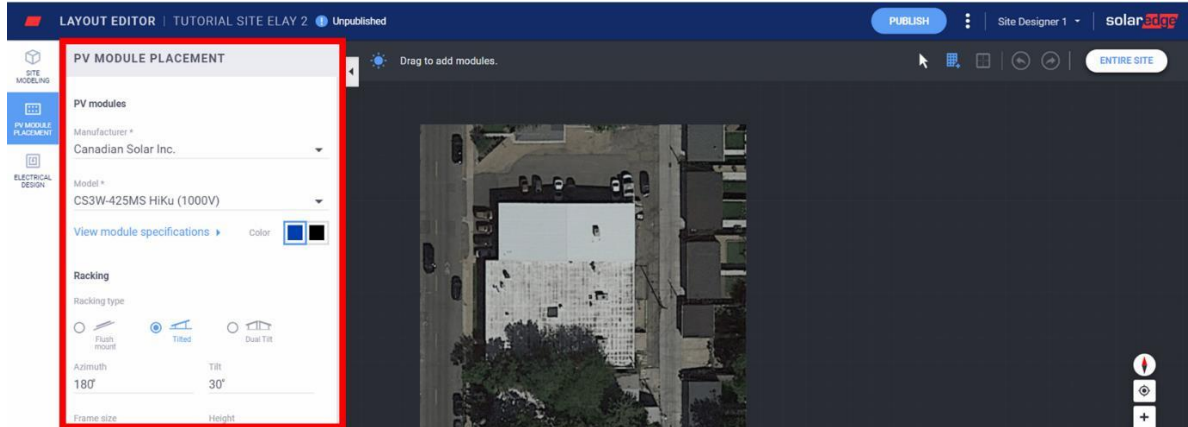 LAYOUT EDITOR | TUTORIAL SITE ELAY 2 Unpublished PUBLISH Site Designer 1 solaredge
SITE MODELING
PV MODULE PLACEMENT
ELECTRICAL DESIGN
PV MODULE PLACEMENT
Drag to add modules. ENTIRE SITE
PV modules
Manufacturer *
Canadian Solar Inc.
Model *
CS3W-425MS HiKu (1000V)
View module specifications Color
Racking
Racking type
Flush mount Tilted Dual Tilt
Azimuth Tilt
180° 30°
Frame size Height